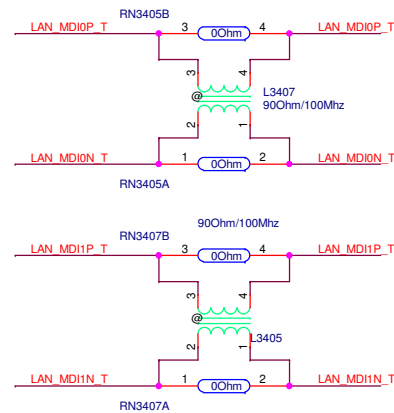 RN3405B
LAN_MDI0P_T 3 0Ohm 4 LAN_MDI0P_T
3 4
@ L3407
90Ohm/100Mhz
2 1
LAN_MDI0N_T 1 0Ohm 2 LAN_MDI0N_T
RN3405A
90Ohm/100Mhz
RN3407B
LAN_MDI1P_T 3 0Ohm 4 LAN_MDI1P_T
3 4
@
L3405
2 1
LAN_MDI1N_T 1 0Ohm 2 LAN_MDI1N_T
RN3407A